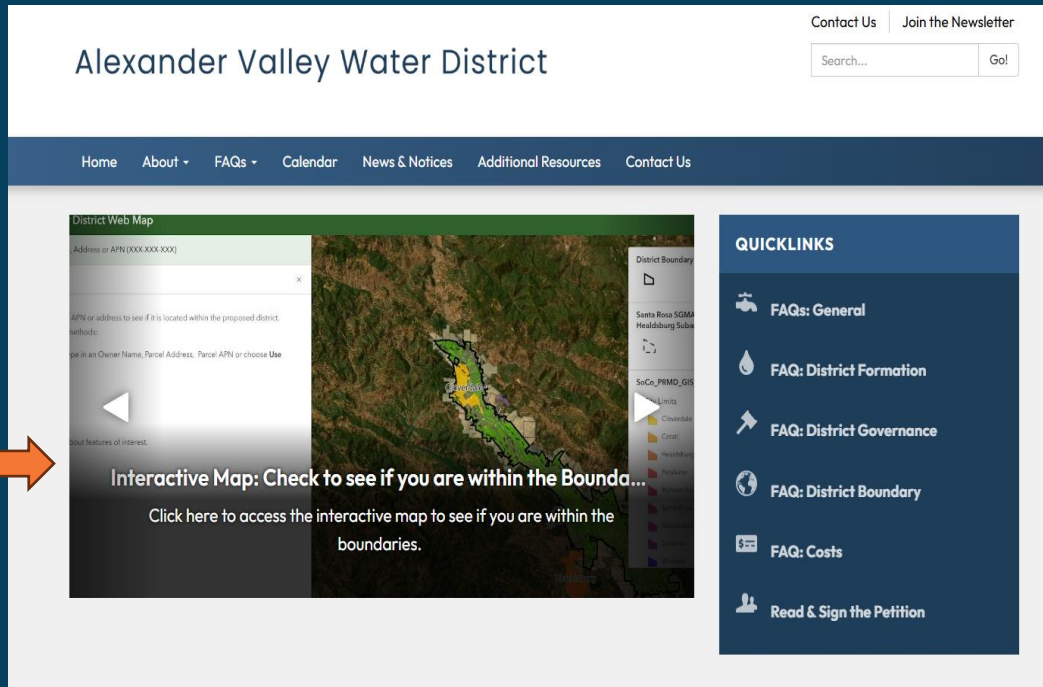 Contact Us Join the Newsletter
Alexander Valley Water District
Search... Go!
Home About FAQs Calendar News & Notices Additional Resources Contact Us
District Web Map
, Address or APN (XXX-XXX-XXX)
×
APN or address to see if it is located within the proposed district.
methods:
pe in an Owner Name, Parcel Address, Parcel APN or choose Use
out features of interest.
District Boundary
Santa Rosa SGMA
Healdsburg Suba
SoCo_PRMD_GIS
Limits
Cloverdale
Cotati
Healdsburg
Petaluma
Cloverdale
Interactive Map: Check to see if you are within the Bounda...
Click here to access the interactive map to see if you are within the
boundaries.
QUICKLINKS
FAQs: General
FAQ: District Formation
FAQ: District Governance
FAQ: District Boundary
FAQ: Costs
Read & Sign the Petition